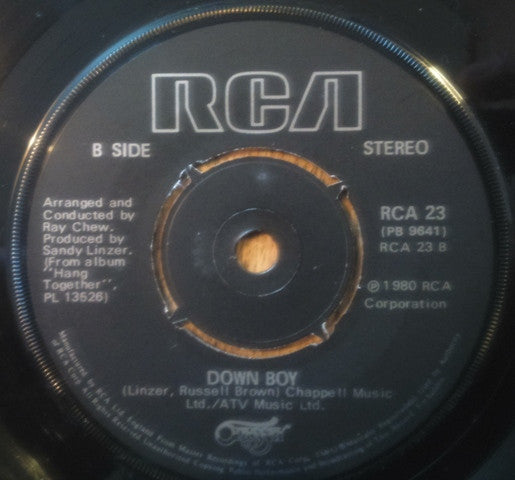 RCA
B SIDE
STEREO
Arranged and
Conducted by
Ray Chew.
Produced by
Sandy Linzer.
(From album
"Hang
Together",
PL 13526)
RCA 23
(PB 9641)
RCA 23 B
℗ 1980 RCA
Corporation
DOWN BOY
(Linzer, Russell Brown) Chappell Music
Ltd./ATV Music Ltd.